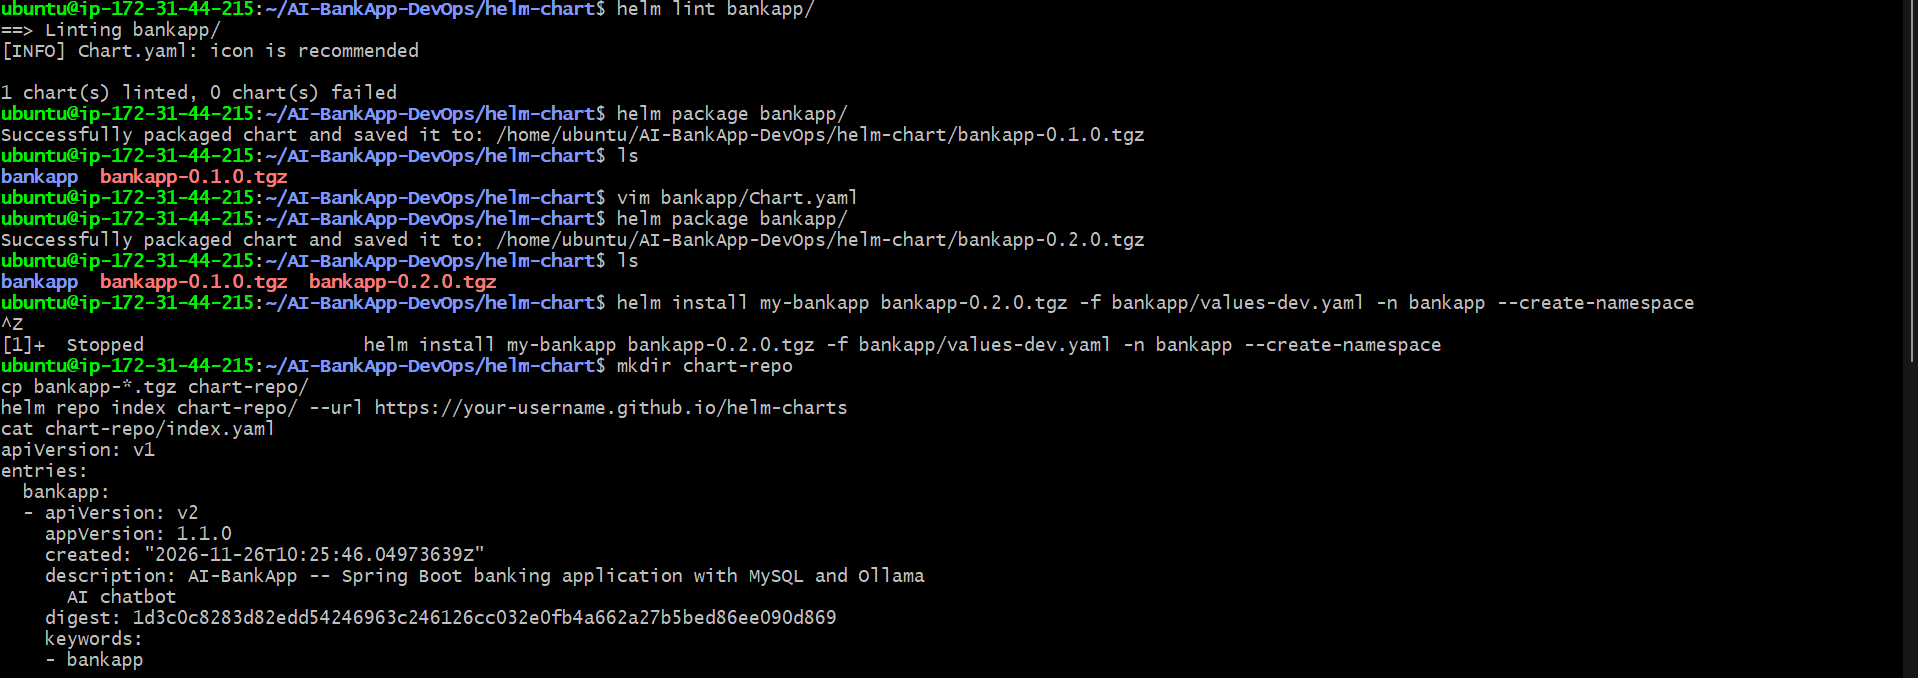 ubuntu@ip-172-31-44-215:~/AI-BankApp-DevOps/helm-chart$ helm lint bankapp/
==> Linting bankapp/
[INFO] Chart.yaml: icon is recommended
1 chart(s) linted, 0 chart(s) failed
ubuntu@ip-172-31-44-215:~/AI-BankApp-DevOps/helm-chart$ helm package bankapp/
Successfully packaged chart and saved it to: /home/ubuntu/AI-BankApp-DevOps/helm-chart/bankapp-0.1.0.tgz
ubuntu@ip-172-31-44-215:~/AI-BankApp-DevOps/helm-chart$ ls
bankapp  bankapp-0.1.0.tgz
ubuntu@ip-172-31-44-215:~/AI-BankApp-DevOps/helm-chart$ vim bankapp/Chart.yaml
ubuntu@ip-172-31-44-215:~/AI-BankApp-DevOps/helm-chart$ helm package bankapp/
Successfully packaged chart and saved it to: /home/ubuntu/AI-BankApp-DevOps/helm-chart/bankapp-0.2.0.tgz
ubuntu@ip-172-31-44-215:~/AI-BankApp-DevOps/helm-chart$ ls
bankapp  bankapp-0.1.0.tgz  bankapp-0.2.0.tgz
ubuntu@ip-172-31-44-215:~/AI-BankApp-DevOps/helm-chart$ helm install my-bankapp bankapp-0.2.0.tgz -f bankapp/values-dev.yaml -n bankapp --create-namespace
^Z
[1]+  Stopped                    helm install my-bankapp bankapp-0.2.0.tgz -f bankapp/values-dev.yaml -n bankapp --create-namespace
ubuntu@ip-172-31-44-215:~/AI-BankApp-DevOps/helm-chart$ mkdir chart-repo
cp bankapp-*.tgz chart-repo/
helm repo index chart-repo/ --url https://your-username.github.io/helm-charts
cat chart-repo/index.yaml
apiVersion: v1
entries:
  bankapp:
  - apiVersion: v2
    appVersion: 1.1.0
    created: "2026-11-26T10:25:46.04973639Z"
    description: AI-BankApp -- Spring Boot banking application with MySQL and Ollama
      AI chatbot
    digest: 1d3c0c8283d82edd54246963c246126cc032e0fb4a662a27b5bed86ee090d869
    keywords:
    - bankapp